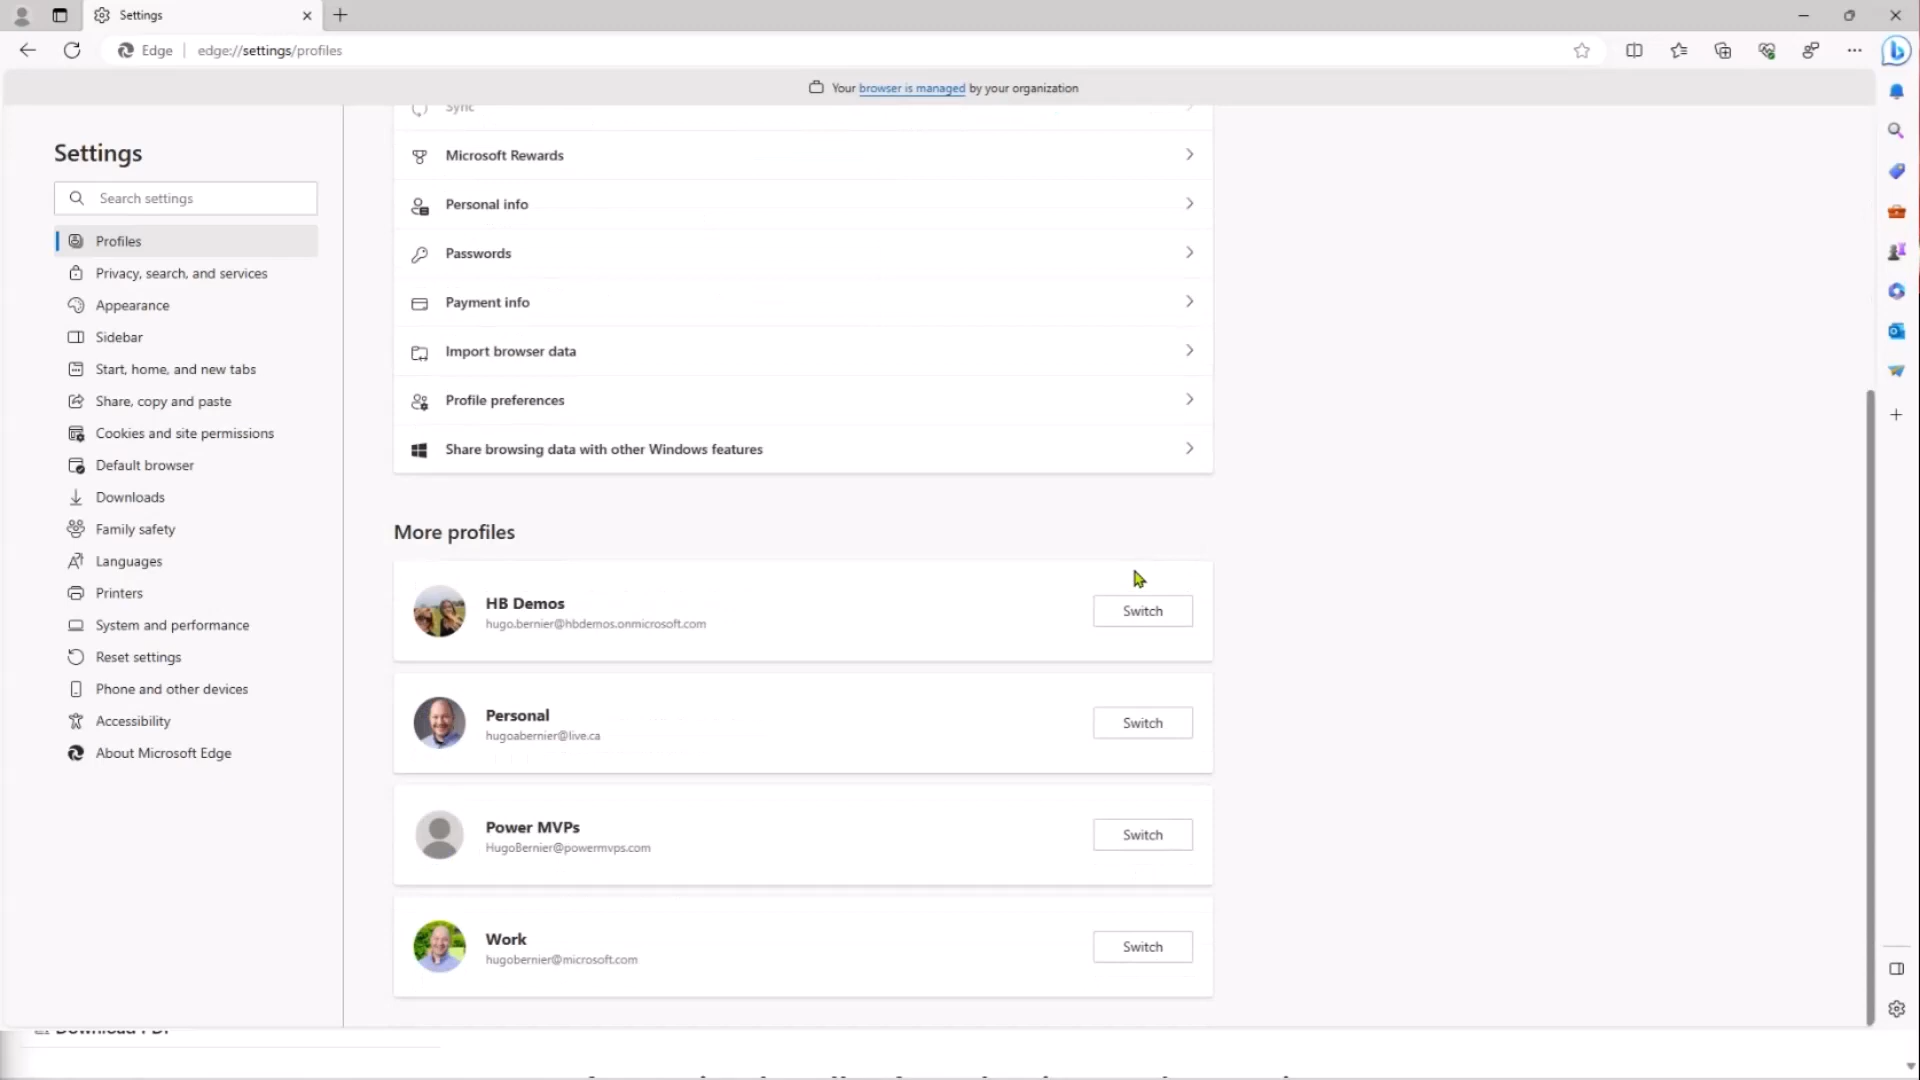 Settings
Edge edge://settings/profiles
Your browser is managed by your organization
Sync
Settings
Search settings
Profiles
Privacy, search, and services
Appearance
Sidebar
Start, home, and new tabs
Share, copy and paste
Cookies and site permissions
Default browser
Downloads
Family safety
Languages
Printers
System and performance
Reset settings
Phone and other devices
Accessibility
About Microsoft Edge
Microsoft Rewards
Personal info
Passwords
Payment info
Import browser data
Profile preferences
Share browsing data with other Windows features
More profiles
HB Demos
hugo.bernier@hbdemos.onmicrosoft.com
Switch
Personal
hugoabernier@live.ca
Switch
Power MVPs
HugoBernier@powermvps.com
Switch
Work
hugobernier@microsoft.com
Switch
Download PDF